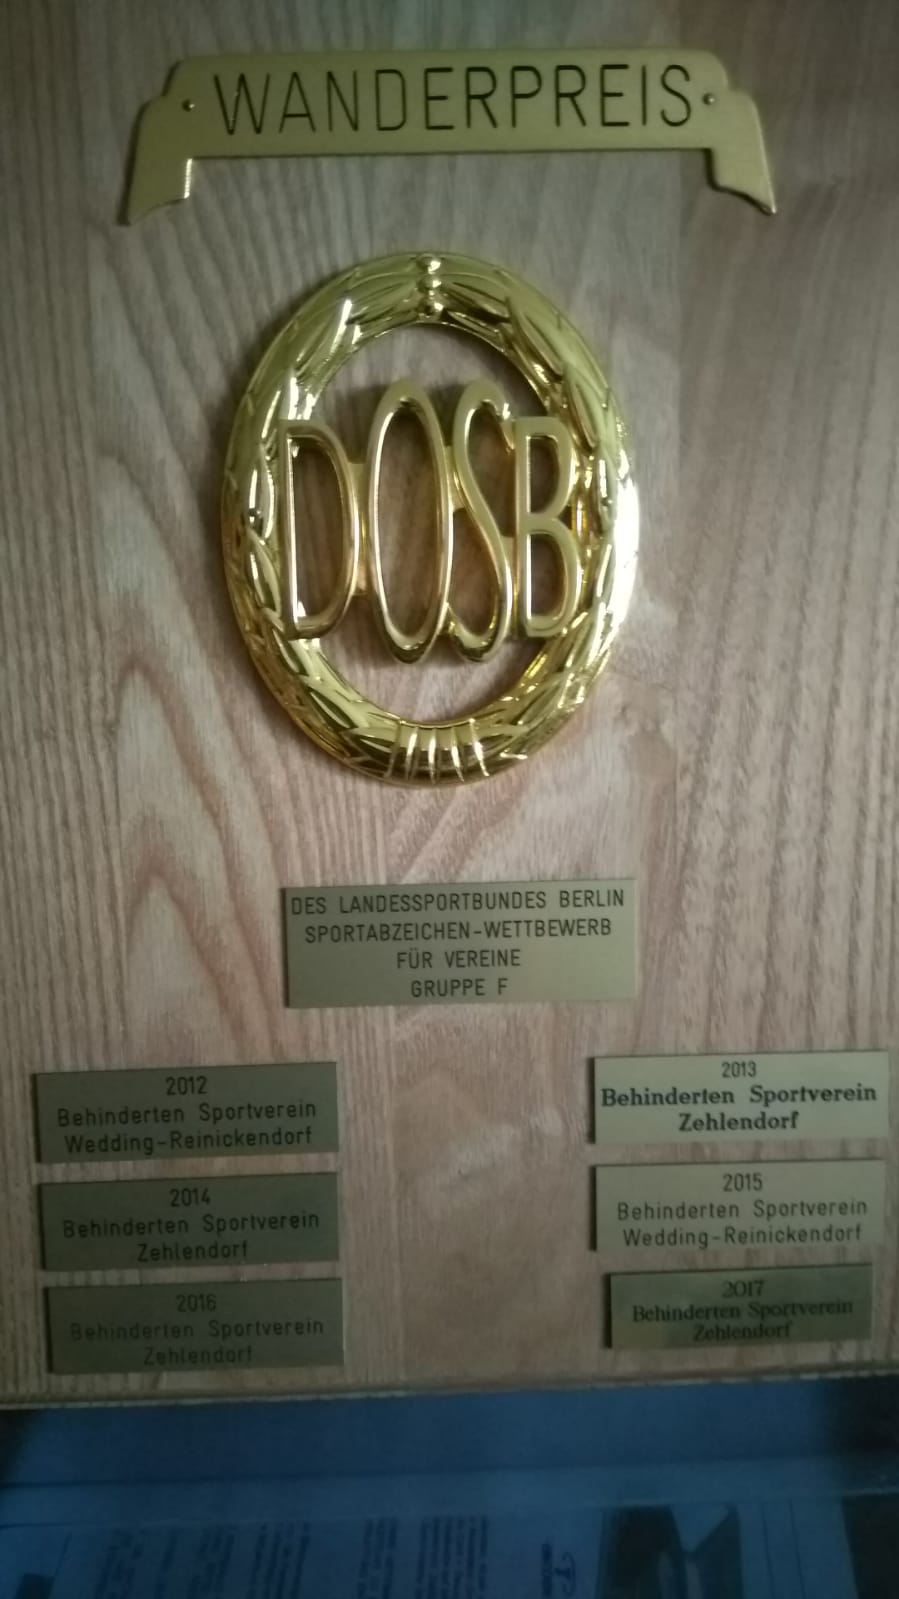 WANDERPREIS
DOSB
DES LANDESSPORTBUNDES BERLIN
SPORTABZEICHEN-WETTBEWERB
FÜR VEREINE
GRUPPE F
2012
Behinderten Sportverein
Wedding-Reinickendorf
2013
Behinderten Sportverein
Zehlendorf
2014
Behinderten Sportverein
Zehlendorf
2015
Behinderten Sportverein
Wedding-Reinickendorf
2016
Behinderten Sportverein
Zehlendorf
2017
Behinderten Sportverein
Zehlendorf